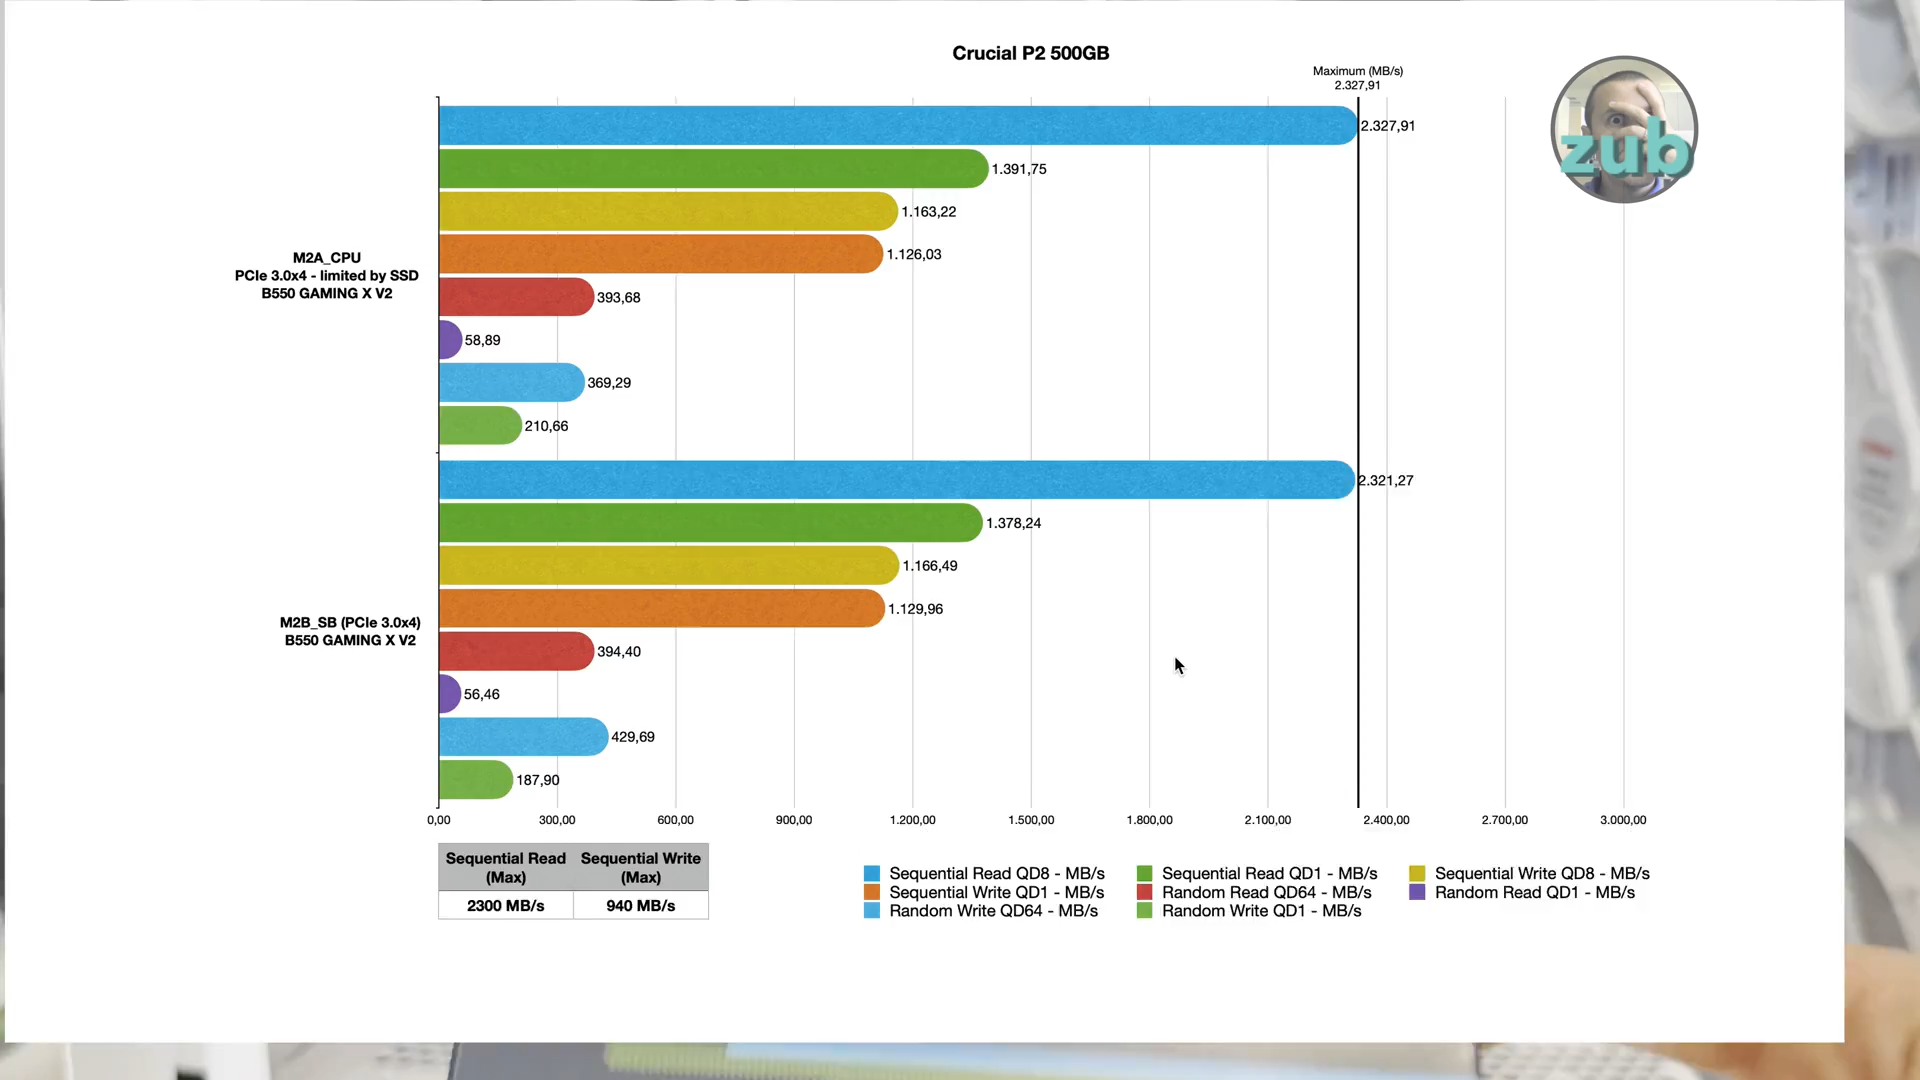 Crucial P2 500GB
Maximum (MB/s)
2.327,91
zub
M2A_CPU
PCIe 3.0x4 - limited by SSD
B550 GAMING X V2
2.327,91
1.391,75
1.163,22
1.126,03
393,68
58,89
369,29
210,66
M2B_SB (PCIe 3.0x4)
B550 GAMING X V2
2.321,27
1.378,24
1.166,49
1.129,96
394,40
56,46
429,69
187,90
0,00 300,00 600,00 900,00 1.200,00 1.500,00 1.800,00 2.100,00 2.400,00 2.700,00 3.000,00
Sequential Read (Max) Sequential Write (Max)
2300 MB/s 940 MB/s
Sequential Read QD8 - MB/s Sequential Read QD1 - MB/s Sequential Write QD8 - MB/s
Sequential Write QD1 - MB/s Random Read QD64 - MB/s Random Read QD1 - MB/s
Random Write QD64 - MB/s Random Write QD1 - MB/s